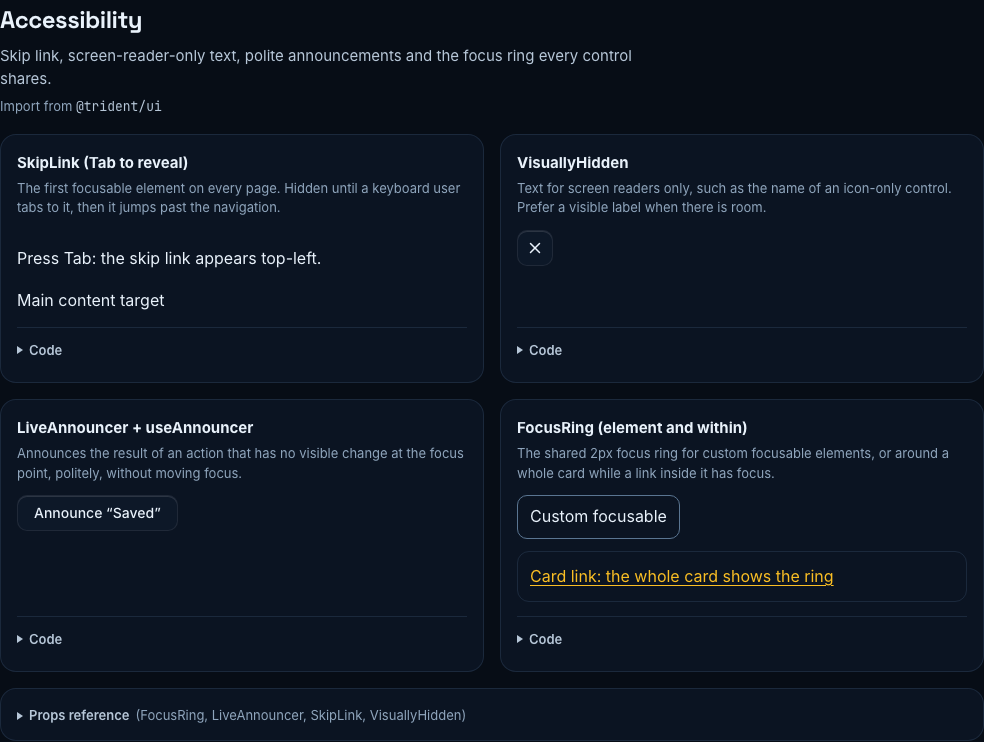 Accessibility
Skip link, screen-reader-only text, polite announcements and the focus ring every control
shares.
Import from @trident/ui
SkipLink (Tab to reveal)
The first focusable element on every page. Hidden until a keyboard user
tabs to it, then it jumps past the navigation.
Press Tab: the skip link appears top-left.
Main content target
Code
VisuallyHidden
Text for screen readers only, such as the name of an icon-only control.
Prefer a visible label when there is room.
Code
LiveAnnouncer + useAnnouncer
Announces the result of an action that has no visible change at the focus
point, politely, without moving focus.
Announce “Saved”
Code
FocusRing (element and within)
The shared 2px focus ring for custom focusable elements, or around a
whole card while a link inside it has focus.
Custom focusable
Card link: the whole card shows the ring
Code
Props reference (FocusRing, LiveAnnouncer, SkipLink, VisuallyHidden)